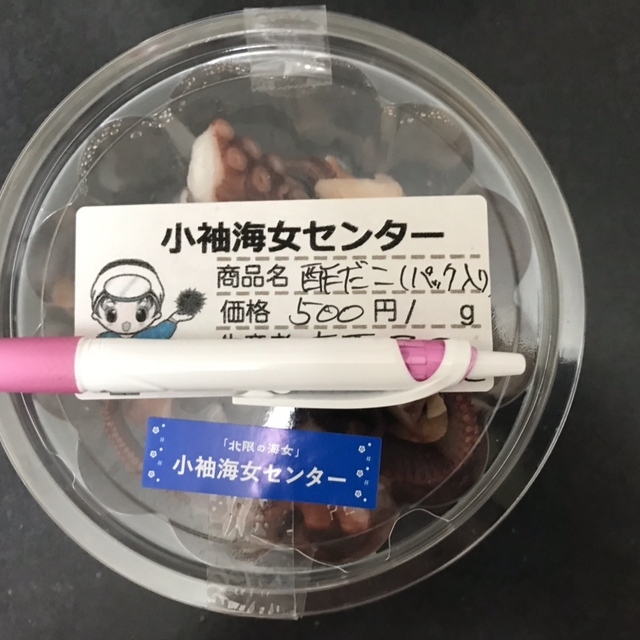 小袖海女センター
商品名 酢だこ(パック入り)
価格 500円/ g
「北限の海女」
小袖海女センター